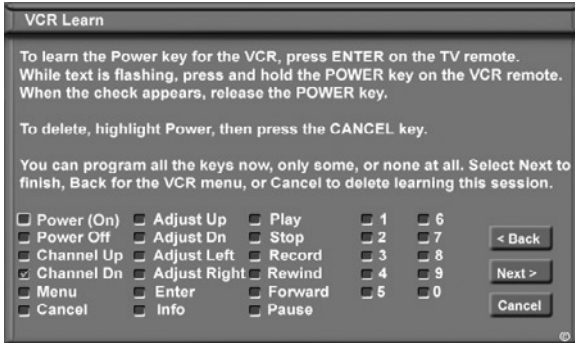 VCR Learn
To learn the Power key for the VCR, press ENTER on the TV remote.
While text is flashing, press and hold the POWER key on the VCR remote.
When the check appears, release the POWER key.
To delete, highlight Power, then press the CANCEL key.
You can program all the keys now, only some, or none at all. Select Next to
finish, Back for the VCR menu, or Cancel to delete learning this session.
Power (On) Adjust Up Play 1 6
Power Off Adjust Dn Stop 2 7 < Back
Channel Up Adjust Left Record 3 8
Channel Dn Adjust Right Rewind 4 9 Next >
Menu Enter Forward 5 0
Cancel Info Pause Cancel
©